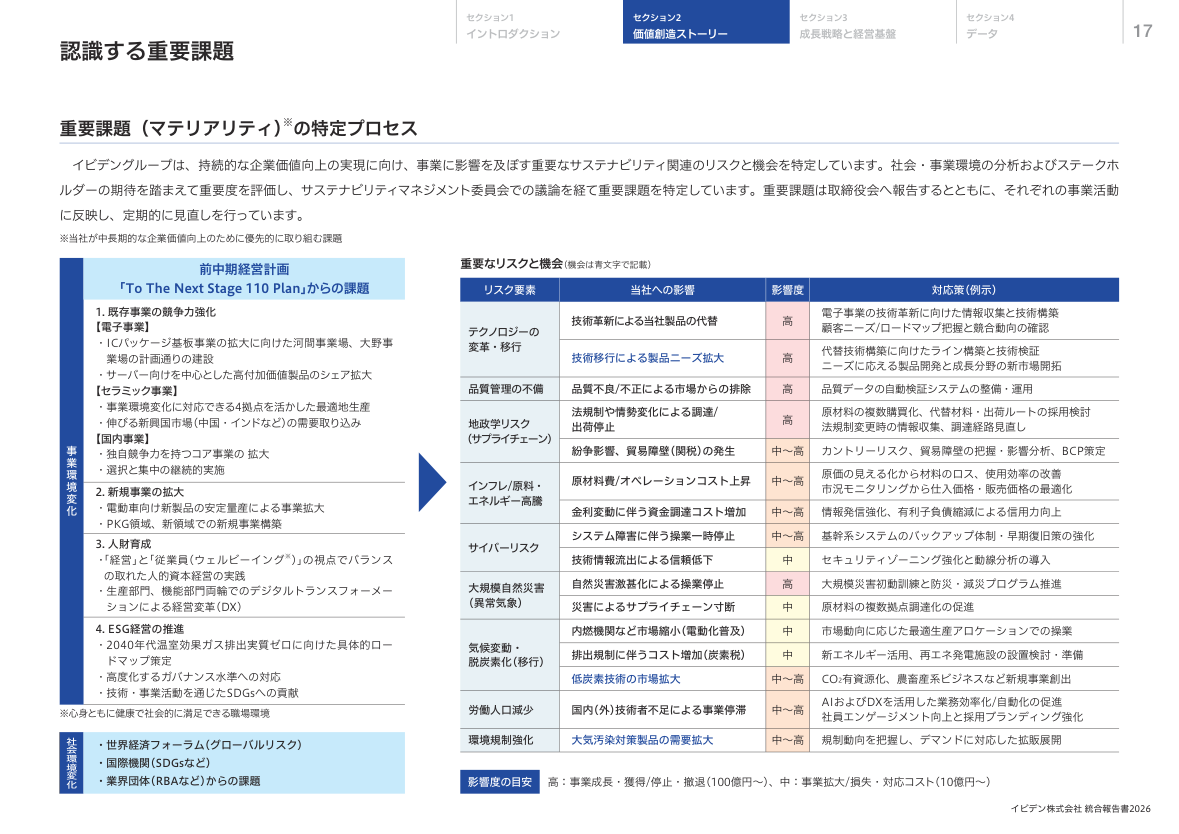 セクション1
イントロダクション
セクション2
価値創造ストーリー
セクション3
成長戦略と経営基盤
セクション4
データ
17
認識する重要課題
重要課題（マテリアリティ）※の特定プロセス
イビデングループは、持続的な企業価値向上の実現に向け、事業に影響を及ぼす重要なサステナビリティ関連のリスクと機会を特定しています。社会・事業環境の分析およびステークホ
ルダーの期待を踏まえて重要度を評価し、サステナビリティマネジメント委員会での議論を経て重要課題を特定しています。重要課題は取締役会へ報告するとともに、それぞれの事業活動
に反映し、定期的に見直しを行っています。
※当社が中長期的な企業価値向上のために優先的に取り組む課題
事業環境変化
前中期経営計画
「To The Next Stage 110 Plan」からの課題
1. 既存事業の競争力強化
【電子事業】
・ICパッケージ基板事業の拡大に向けた河間事業場、大野事
業場の計画通りの建設
・サーバー向けを中心とした高付加価値製品のシェア拡大
【セラミック事業】
・事業環境変化に対応できる4拠点を活かした最適地生産
・伸びる新興国市場（中国・インドなど）の需要取り込み
【国内事業】
・独自競争力を持つコア事業の 拡大
・選択と集中の継続的実施
2. 新規事業の拡大
・電動車向け新製品の安定量産による事業拡大
・PKG領域、新領域での新規事業構築
3. 人財育成
・「経営」と「従業員（ウェルビーイング※）」の視点でバランス
の取れた人的資本経営の実践
・生産部門、機能部門両輪でのデジタルトランスフォーメー
ションによる経営変革（DX）
4. ESG経営の推進
・2040年代温室効果ガス排出実質ゼロに向けた具体的ロー
ドマップ策定
・高度化するガバナンス水準への対応
・技術・事業活動を通じたSDGsへの貢献
※心身ともに健康で社会的に満足できる職場環境
社会環境変化
・世界経済フォーラム（グローバルリスク）
・国際機関（SDGsなど）
・業界団体（RBAなど）からの課題
重要なリスクと機会（機会は青文字で記載）
リスク要素 当社への影響 影響度 対応策（例示）
テクノロジーの
変革・移行
技術革新による当社製品の代替 高
電子事業の技術革新に向けた情報収集と技術構築
顧客ニーズ/ロードマップ把握と競合動向の確認
技術移行による製品ニーズ拡大 高
代替技術構築に向けたライン構築と技術検証
ニーズに応える製品開発と成長分野の新市場開拓
品質管理の不備 品質不良/不正による市場からの排除 高 品質データの自動検証システムの整備・運用
地政学リスク
（サプライチェーン）
法規制や情勢変化による調達/
出荷停止
高
原材料の複数購買化、代替材料・出荷ルートの採用検討
法規制変更時の情報収集、調達経路見直し
紛争影響、貿易障壁（関税）の発生 中～高 カントリーリスク、貿易障壁の把握・影響分析、BCP策定
インフレ/原料・
エネルギー高騰
原材料費/オペレーションコスト上昇 中～高
原価の見える化から材料のロス、使用効率の改善
市況モニタリングから仕入価格・販売価格の最適化
金利変動に伴う資金調達コスト増加 中～高 情報発信強化、有利子負債縮減による信用力向上
サイバーリスク
システム障害に伴う操業一時停止 中～高 基幹系システムのバックアップ体制・早期復旧策の強化
技術情報流出による信頼低下 中 セキュリティゾーニング強化と動線分析の導入
大規模自然災害
（異常気象）
自然災害激甚化による操業停止 高 大規模災害初動訓練と防災・減災プログラム推進
災害によるサプライチェーン寸断 中 原材料の複数拠点調達化の促進
気候変動・
脱炭素化（移行）
内燃機関など市場縮小（電動化普及） 中 市場動向に応じた最適生産アロケーションでの操業
排出規制に伴うコスト増加（炭素税） 中 新エネルギー活用、再エネ発電施設の設置検討・準備
低炭素技術の市場拡大 中～高 CO2有資源化、農畜産系ビジネスなど新規事業創出
労働人口減少 国内（外）技術者不足による事業停滞 中～高
AIおよびDXを活用した業務効率化/自動化の促進
社員エンゲージメント向上と採用ブランディング強化
環境規制強化 大気汚染対策製品の需要拡大 中～高 規制動向を把握し、デマンドに対応した拡販展開
影響度の目安 高：事業成長・獲得/停止・撤退（100億円～）、中：事業拡大/損失・対応コスト（10億円～）
イビデン株式会社 統合報告書2026